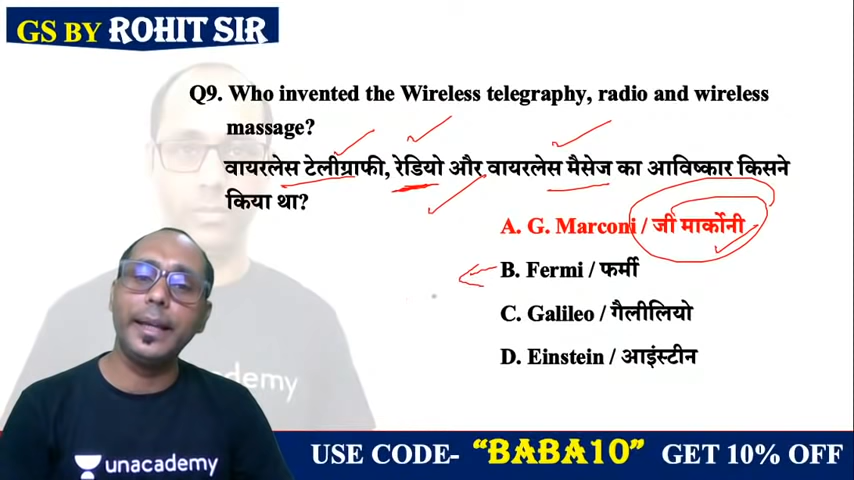 GS BY ROHIT SIR
Q9. Who invented the Wireless telegraphy, radio and wireless
massage?
वायरलेस टेलीग्राफी, रेडियो और वायरलेस मैसेज का आविष्कार किसने
किया था?
A. G. Marconi / जी मार्कोनी
B. Fermi / फर्मी
C. Galileo / गैलीलियो
D. Einstein / आइंस्टीन
unacademy
USE CODE- “BABA10” GET 10% OFF